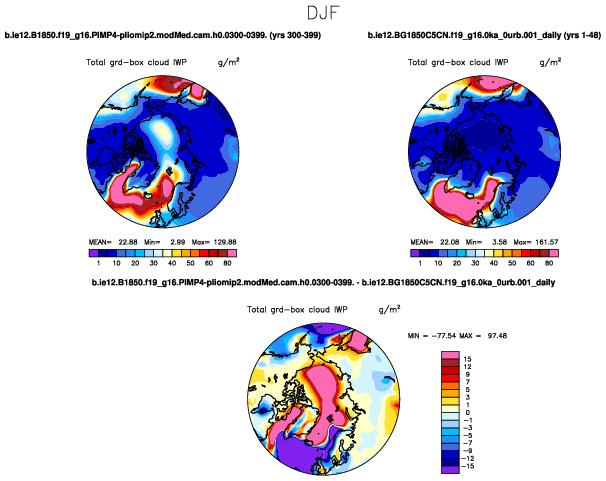 DJF
b.ie12.B1850.f19_g16.PIMP4-pliomip2.modMed.cam.h0.0300-0399. (yrs 300-399)
b.ie12.BG1850C5CN.f19_g16.0ka_0urb.001_daily (yrs 1-48)
Total grd-box cloud IWP g/m²
Total grd-box cloud IWP g/m²
MEAN= 22.88 Min= 2.99 Max= 129.88
MEAN= 22.08 Min= 3.58 Max= 161.57
1 10 20 30 40 50 60 80
1 10 20 30 40 50 60 80
b.ie12.B1850.f19_g16.PIMP4-pliomip2.modMed.cam.h0.0300-0399. - b.ie12.BG1850C5CN.f19_g16.0ka_0urb.001_daily
Total grd-box cloud IWP g/m²
MIN = -77.54 MAX = 97.48
15
12
9
7
5
3
1
0
-1
-3
-5
-7
-9
-12
-15